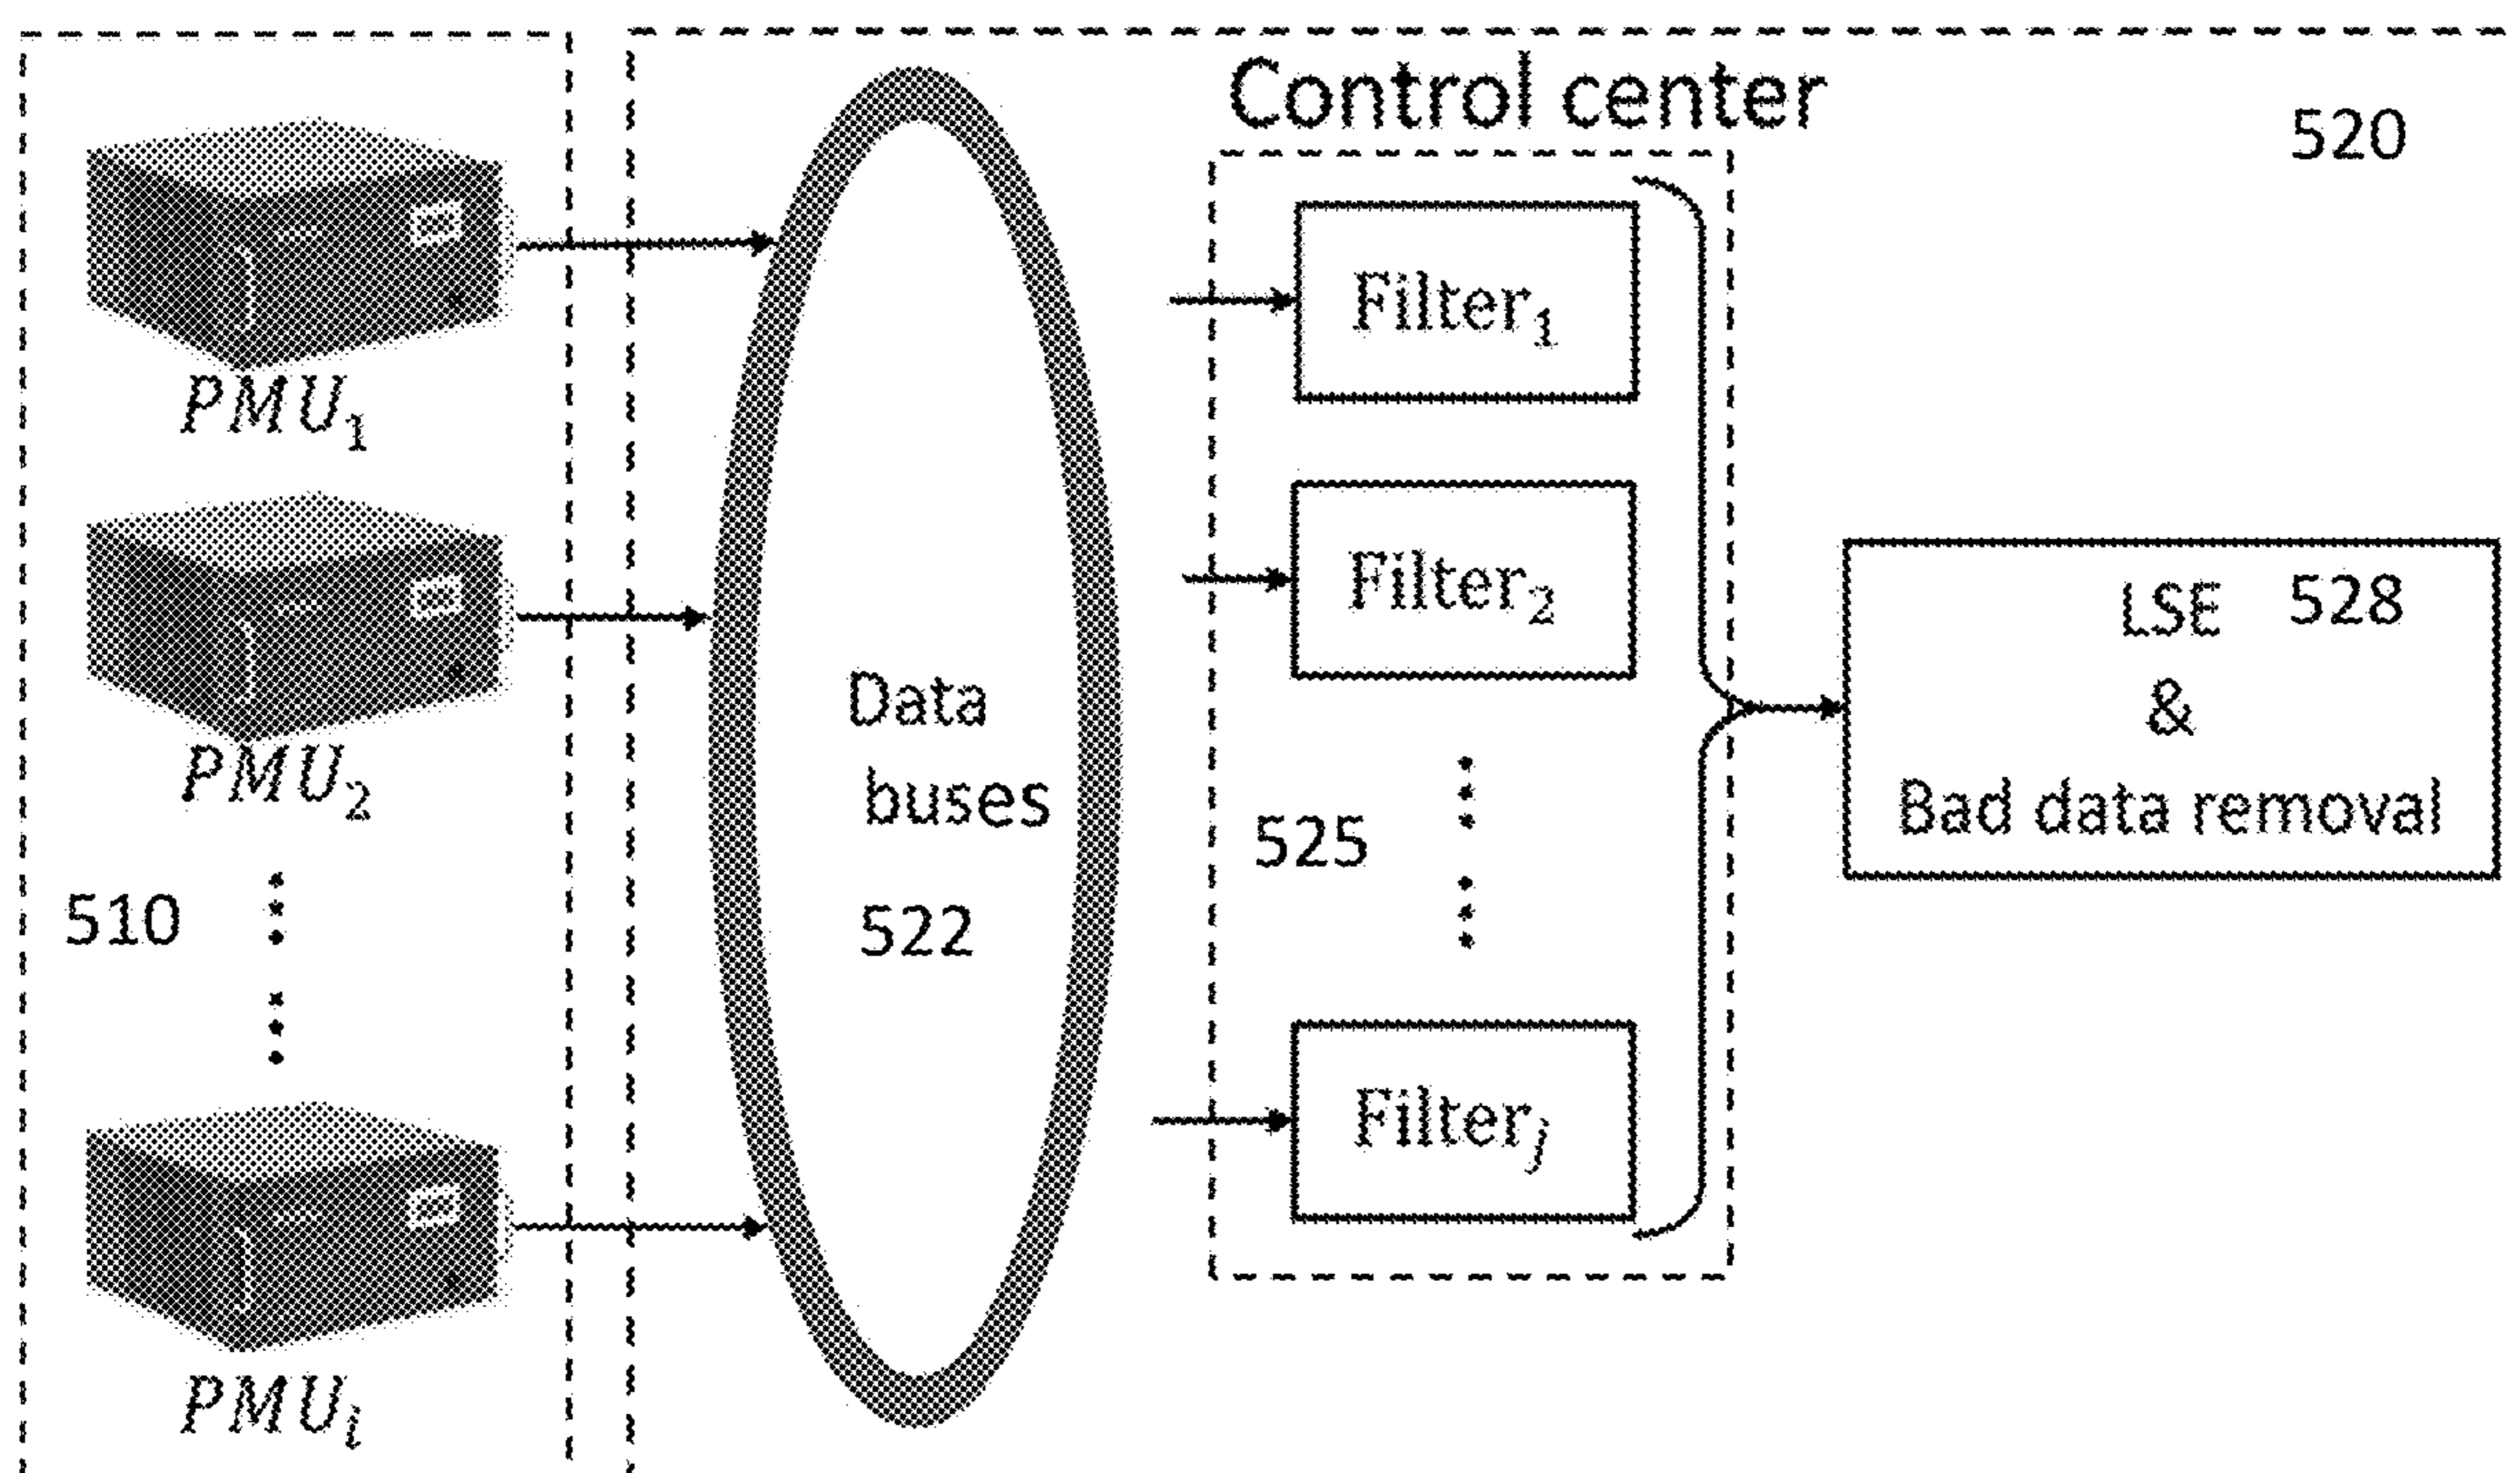 Control center
520
PMU₁
PMU₂
510
PMUᵢ
Data
buses
522
Filter₁
Filter₂
525
Filterⱼ
LSE 528
&
Bad data removal